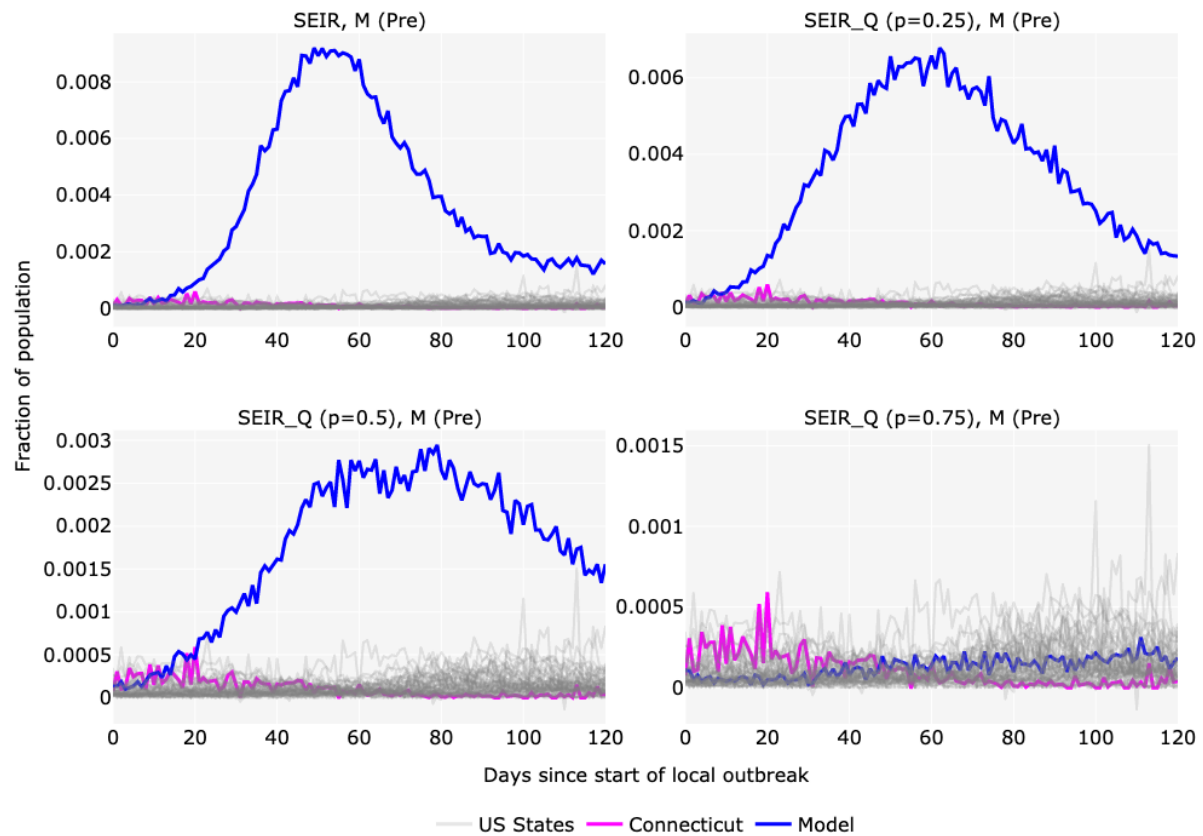 SEIR, M (Pre)
SEIR_Q (p=0.25), M (Pre)
0.008
0.006
0.004
0.002
0
0 20 40 60 80 100 120
0.006
0.004
0.002
0
0 20 40 60 80 100 120
Fraction of population
SEIR_Q (p=0.5), M (Pre)
SEIR_Q (p=0.75), M (Pre)
0.003
0.0025
0.002
0.0015
0.001
0.0005
0
0 20 40 60 80 100 120
0.0015
0.001
0.0005
0
0 20 40 60 80 100 120
Days since start of local outbreak
US States Connecticut Model